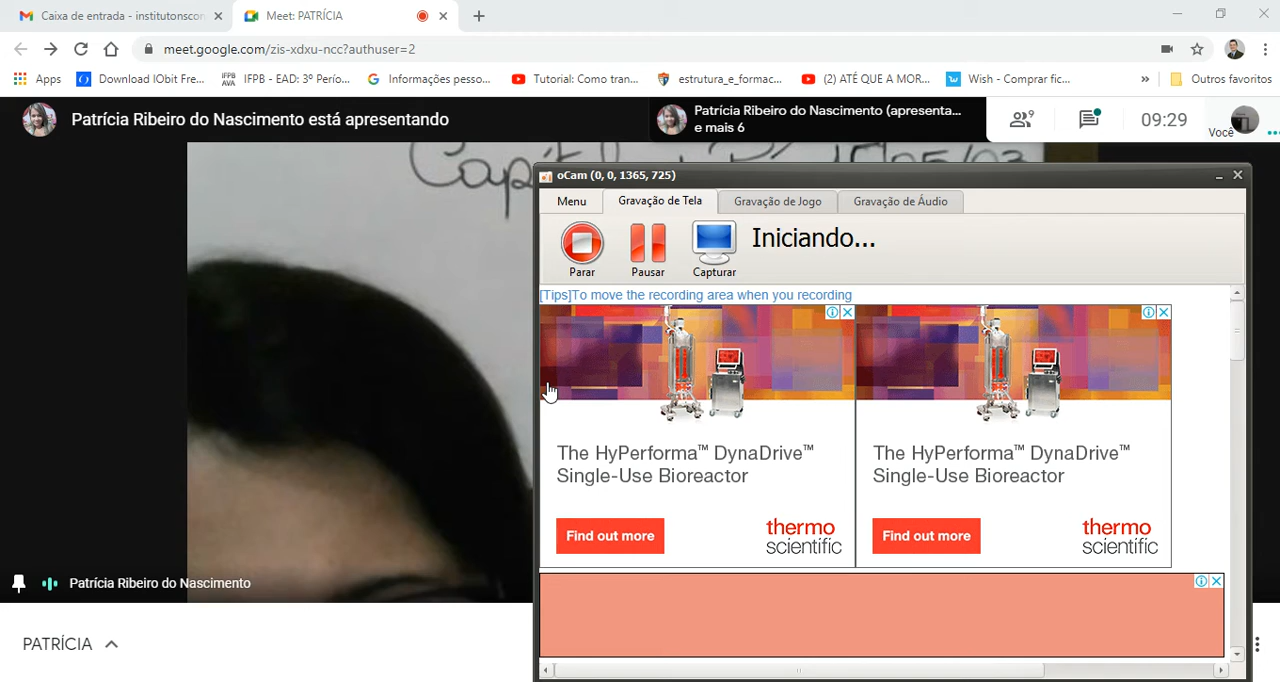 Caixa de entrada - institutonscon
Meet: PATRÍCIA
meet.google.com/zis-xdxu-ncc?authuser=2
Apps
Download IObit Fre...
IFPB AVA
IFPB - EAD: 3º Perío...
Informações pesso...
Tutorial: Como tran...
estrutura_e_formac...
(2) ATÉ QUE A MOR...
Wish - Comprar fic...
»
Outros favoritos
Patrícia Ribeiro do Nascimento está apresentando
Patrícia Ribeiro do Nascimento (apresenta...
e mais 6
9
09:29
Você
oCam (0, 0, 1365, 725)
Menu
Gravação de Tela
Gravação de Jogo
Gravação de Áudio
Parar
Pausar
Capturar
Iniciando...
[Tips]To move the recording area when you recording
The HyPerforma™ DynaDrive™
Single-Use Bioreactor
Find out more
thermo
scientific
The HyPerforma™ DynaDrive™
Single-Use Bioreactor
Find out more
thermo
scientific
Patrícia Ribeiro do Nascimento
PATRÍCIA